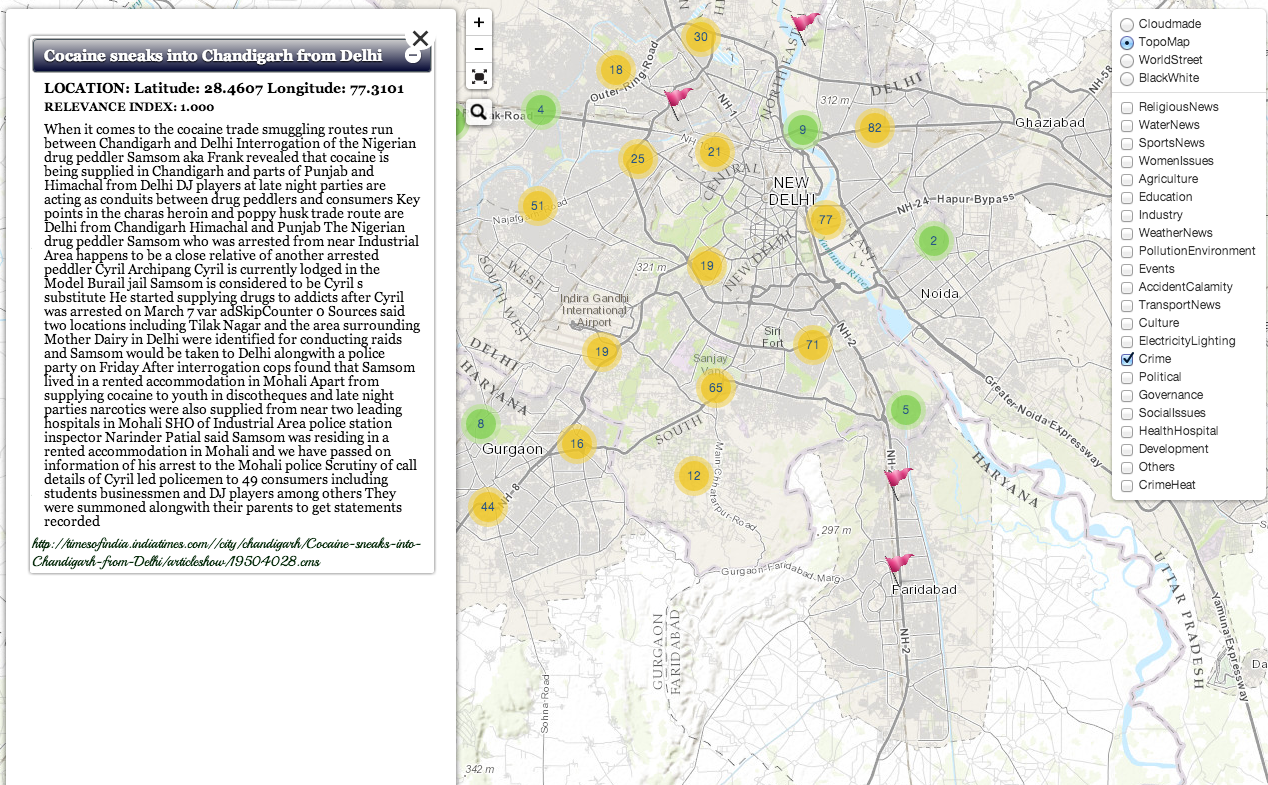 Cocaine sneaks into Chandigarh from Delhi
LOCATION: Latitude: 28.4607 Longitude: 77.3101
RELEVANCE INDEX: 1.000
When it comes to the cocaine trade smuggling routes run
between Chandigarh and Delhi Interrogation of the Nigerian
drug peddler Samsom aka Frank revealed that cocaine is
being supplied in Chandigarh and parts of Punjab and
Himachal from Delhi DJ players at late night parties are
acting as conduits between drug peddlers and consumers Key
points in the charas heroin and poppy husk trade route are
Delhi from Chandigarh Himachal and Punjab The Nigerian
drug peddler Samsom who was arrested from near Industrial
Area happens to be a close relative of another arrested
peddler Cyril Archipang Cyril is currently lodged in the
Model Burail jail Samsom is considered to be Cyril s
substitute He started supplying drugs to addicts after Cyril
was arrested on March 7 var adSkipCounter 0 Sources said
two locations including Tilak Nagar and the area surrounding
Mother Dairy in Delhi were identified for conducting raids
and Samsom would be taken to Delhi alongwith a police
party on Friday After interrogation cops found that Samsom
lived in a rented accommodation in Mohali Apart from
supplying cocaine to youth in discotheques and late night
parties narcotics were also supplied from near two leading
hospitals in Mohali SHO of Industrial Area police station
inspector Narinder Patial said Samsom was residing in a
rented accommodation in Mohali and we have passed on
information of his arrest to the Mohali police Scrutiny of call
details of Cyril led policemen to 49 consumers including
students businessmen and DJ players among others They
were summoned alongwith their parents to get statements
recorded
http://timesofindia.indiatimes.com//city/chandigarh/Cocaine-sneaks-into-
Chandigarh-from-Delhi/articleshow/19504028.cms
+
−
30
18
Outer-Ring-Road
NH-1
NORTH EAST
312 m
DELHI
NH-58
4
ak-Road
9
82
Ghaziabad
25
21
CENTRAL
NEW
DELHI
NH-24
Hapur-Bypass
51
Najafg
oad
77
EAST
2
Yamuna River
321 m
19
NEW DELHI
WEST
SOUTH WEST
Indira Gandhi
International
Airport
Noida
Siri
Fort
71
NH-2
19
DELHI
HARYANA
Sanjay
Van
65
Greater-Noida-Expressway
5
8
Gurgaon
16
SOUTH
12
Main-Chhatarpur-Road
NH-2
HARYANA
44
NH-8
297 m
Gurgaon-Faridabad-Marg
Faridabad
UTTAR PRADESH
Yamuna-Expressway
GURGAON
FARIDABAD
NH-2
Da
Sohna-Road
342 m
Cloudmade
TopoMap
WorldStreet
BlackWhite
ReligiousNews
WaterNews
SportsNews
WomenIssues
Agriculture
Education
Industry
WeatherNews
PollutionEnvironment
Events
AccidentCalamity
TransportNews
Culture
ElectricityLighting
Crime
Political
Governance
SocialIssues
HealthHospital
Development
Others
CrimeHeat